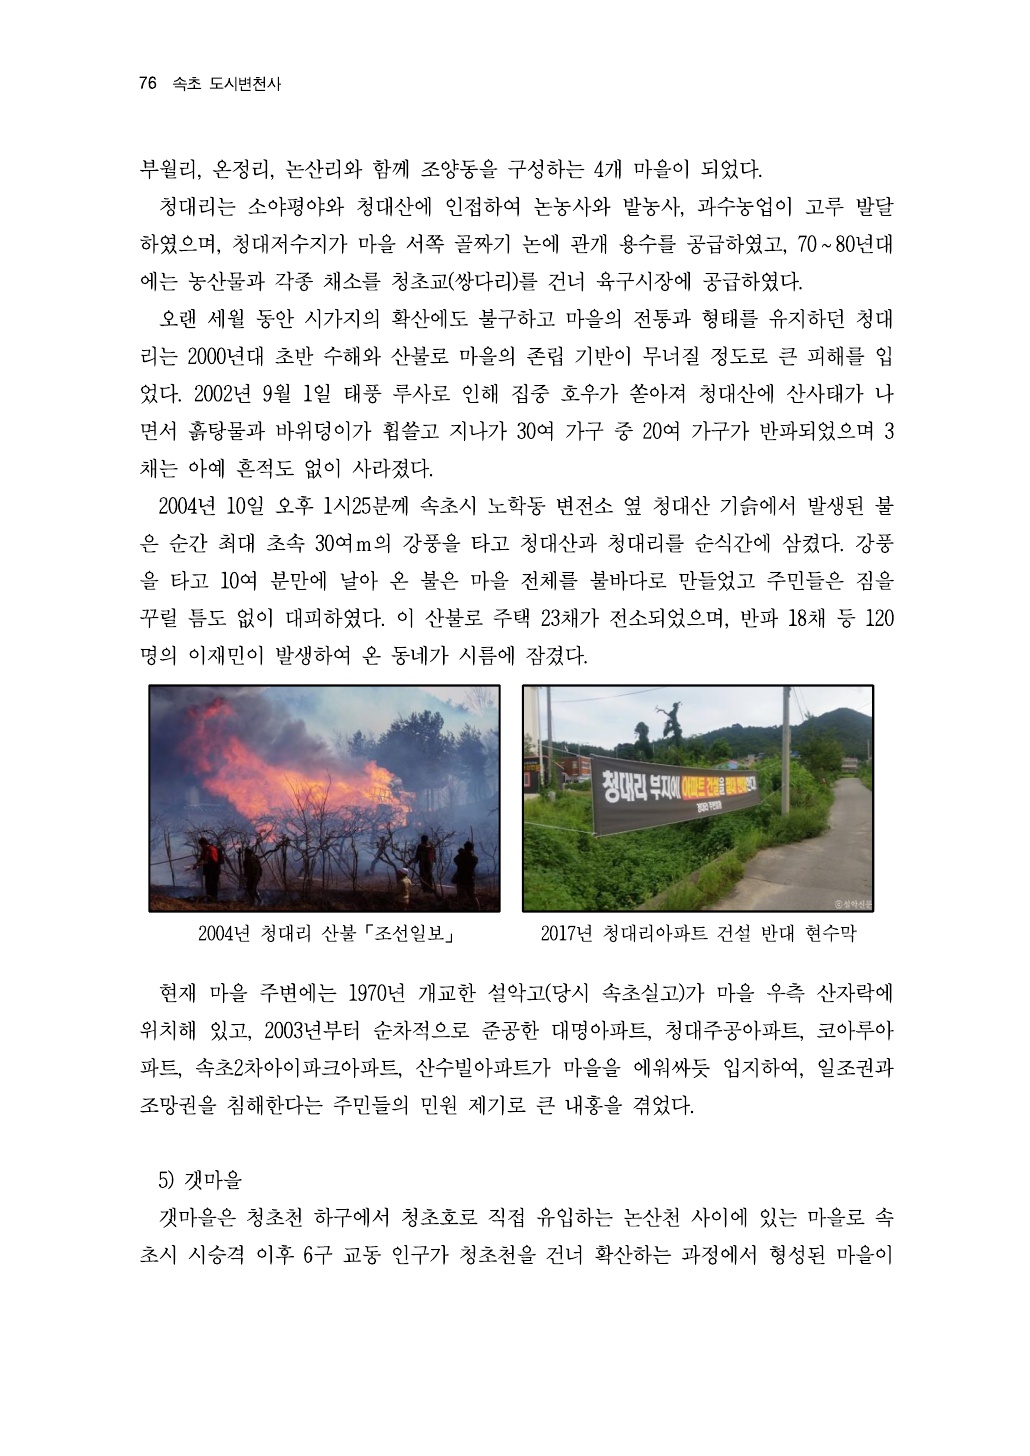 76 속초 도시변천사
부월리, 온정리, 논산리와 함께 조양동을 구성하는 4개 마을이 되었다.
청대리는 소야평야와 청대산에 인접하여 논농사와 밭농사, 과수농업이 고루 발달
하였으며, 청대저수지가 마을 서쪽 골짜기 논에 관개 용수를 공급하였고, 70～80년대
에는 농산물과 각종 채소를 청초교(쌍다리)를 건너 육구시장에 공급하였다.
오랜 세월 동안 시가지의 확산에도 불구하고 마을의 전통과 형태를 유지하던 청대
리는 2000년대 초반 수해와 산불로 마을의 존립 기반이 무너질 정도로 큰 피해를 입
었다. 2002년 9월 1일 태풍 루사로 인해 집중 호우가 쏟아져 청대산에 산사태가 나
면서 흙탕물과 바위덩이가 휩쓸고 지나가 30여 가구 중 20여 가구가 반파되었으며 3
채는 아예 흔적도 없이 사라졌다.
2004년 10일 오후 1시25분께 속초시 노학동 변전소 옆 청대산 기슭에서 발생된 불
은 순간 최대 초속 30여m의 강풍을 타고 청대산과 청대리를 순식간에 삼켰다. 강풍
을 타고 10여 분만에 날아 온 불은 마을 전체를 불바다로 만들었고 주민들은 짐을
꾸릴 틈도 없이 대피하였다. 이 산불로 주택 23채가 전소되었으며, 반파 18채 등 120
명의 이재민이 발생하여 온 동네가 시름에 잠겼다.
청대리 부지에 아파트 건설을 절대 반대한다
ⓒ설악신문
2004년 청대리 산불「조선일보」
2017년 청대리아파트 건설 반대 현수막
현재 마을 주변에는 1970년 개교한 설악고(당시 속초실고)가 마을 우측 산자락에
위치해 있고, 2003년부터 순차적으로 준공한 대명아파트, 청대주공아파트, 코아루아
파트, 속초2차아이파크아파트, 산수빌아파트가 마을을 에워싸듯 입지하여, 일조권과
조망권을 침해한다는 주민들의 민원 제기로 큰 내홍을 겪었다.
5) 갯마을
갯마을은 청초천 하구에서 청초호로 직접 유입하는 논산천 사이에 있는 마을로 속
초시 시승격 이후 6구 교동 인구가 청초천을 건너 확산하는 과정에서 형성된 마을이